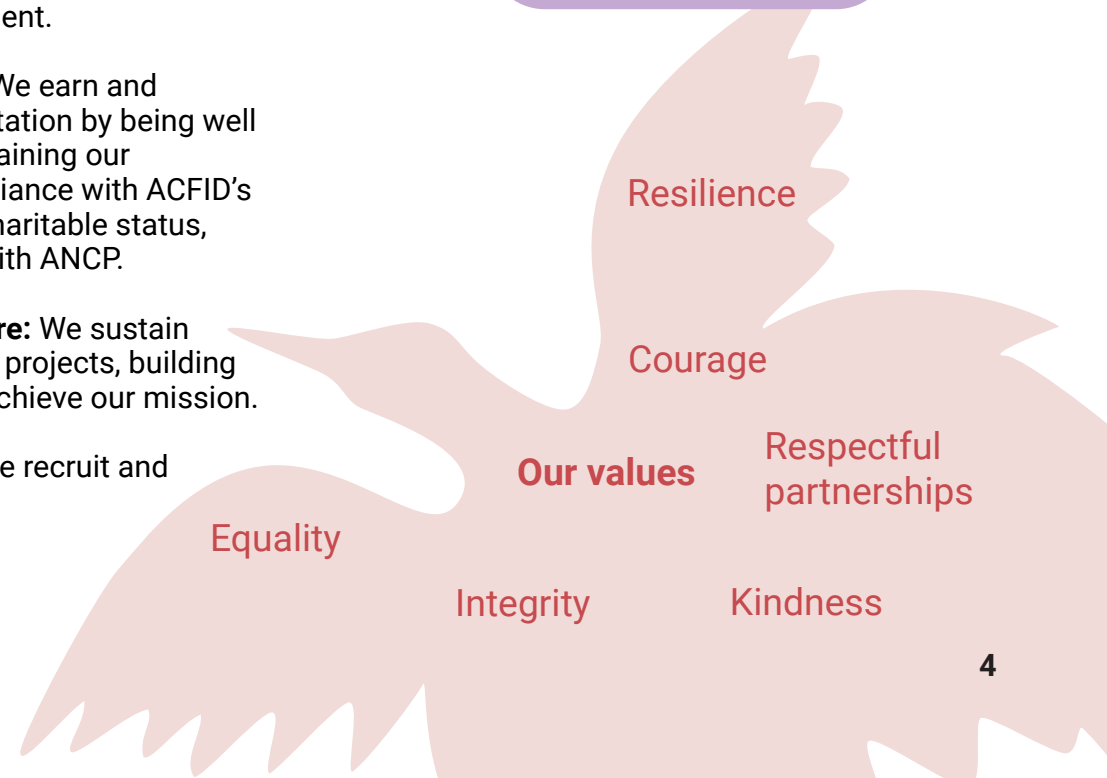 ent.
We earn and
tation by being well
aining our
iance with ACFID's
haritable status,
ith ANCP.
re: We sustain
projects, building
chieve our mission.
e recruit and
Resilience
Courage
Our values
Respectful
partnerships
Equality
Integrity
Kindness
4